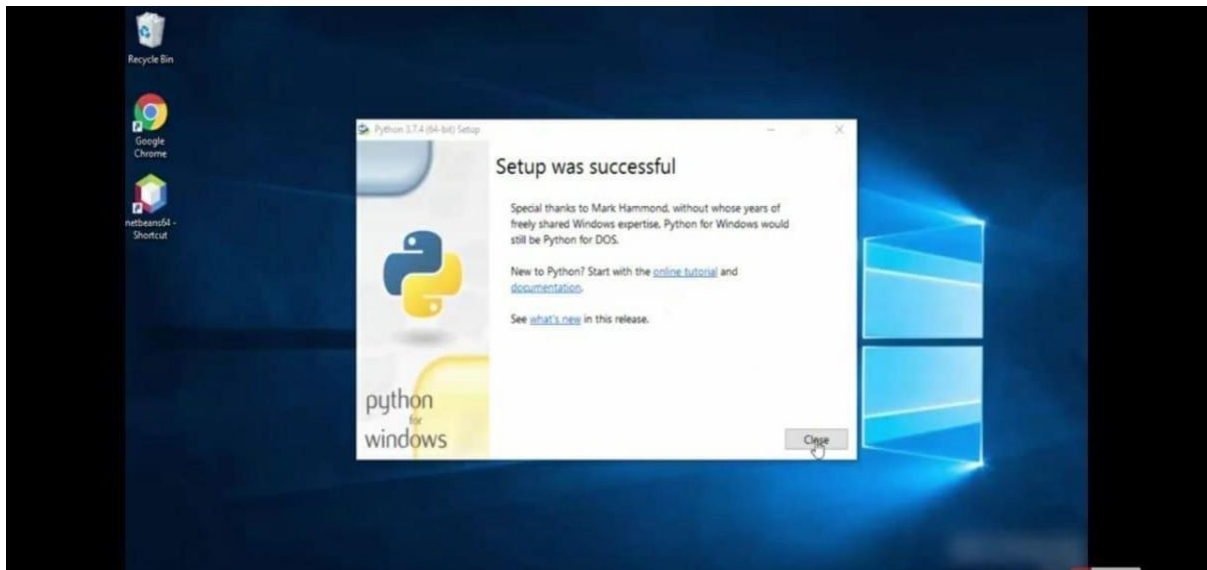 Recycle Bin
Google
Chrome
netbeans64 -
Shortcut
Python 3.7.4 (64-bit) Setup
Setup was successful
Special thanks to Mark Hammond, without whose years of
freely shared Windows expertise, Python for Windows would
still be Python for DOS.
New to Python? Start with the online tutorial and
documentation.
See what's new in this release.
python
for
windows
Close